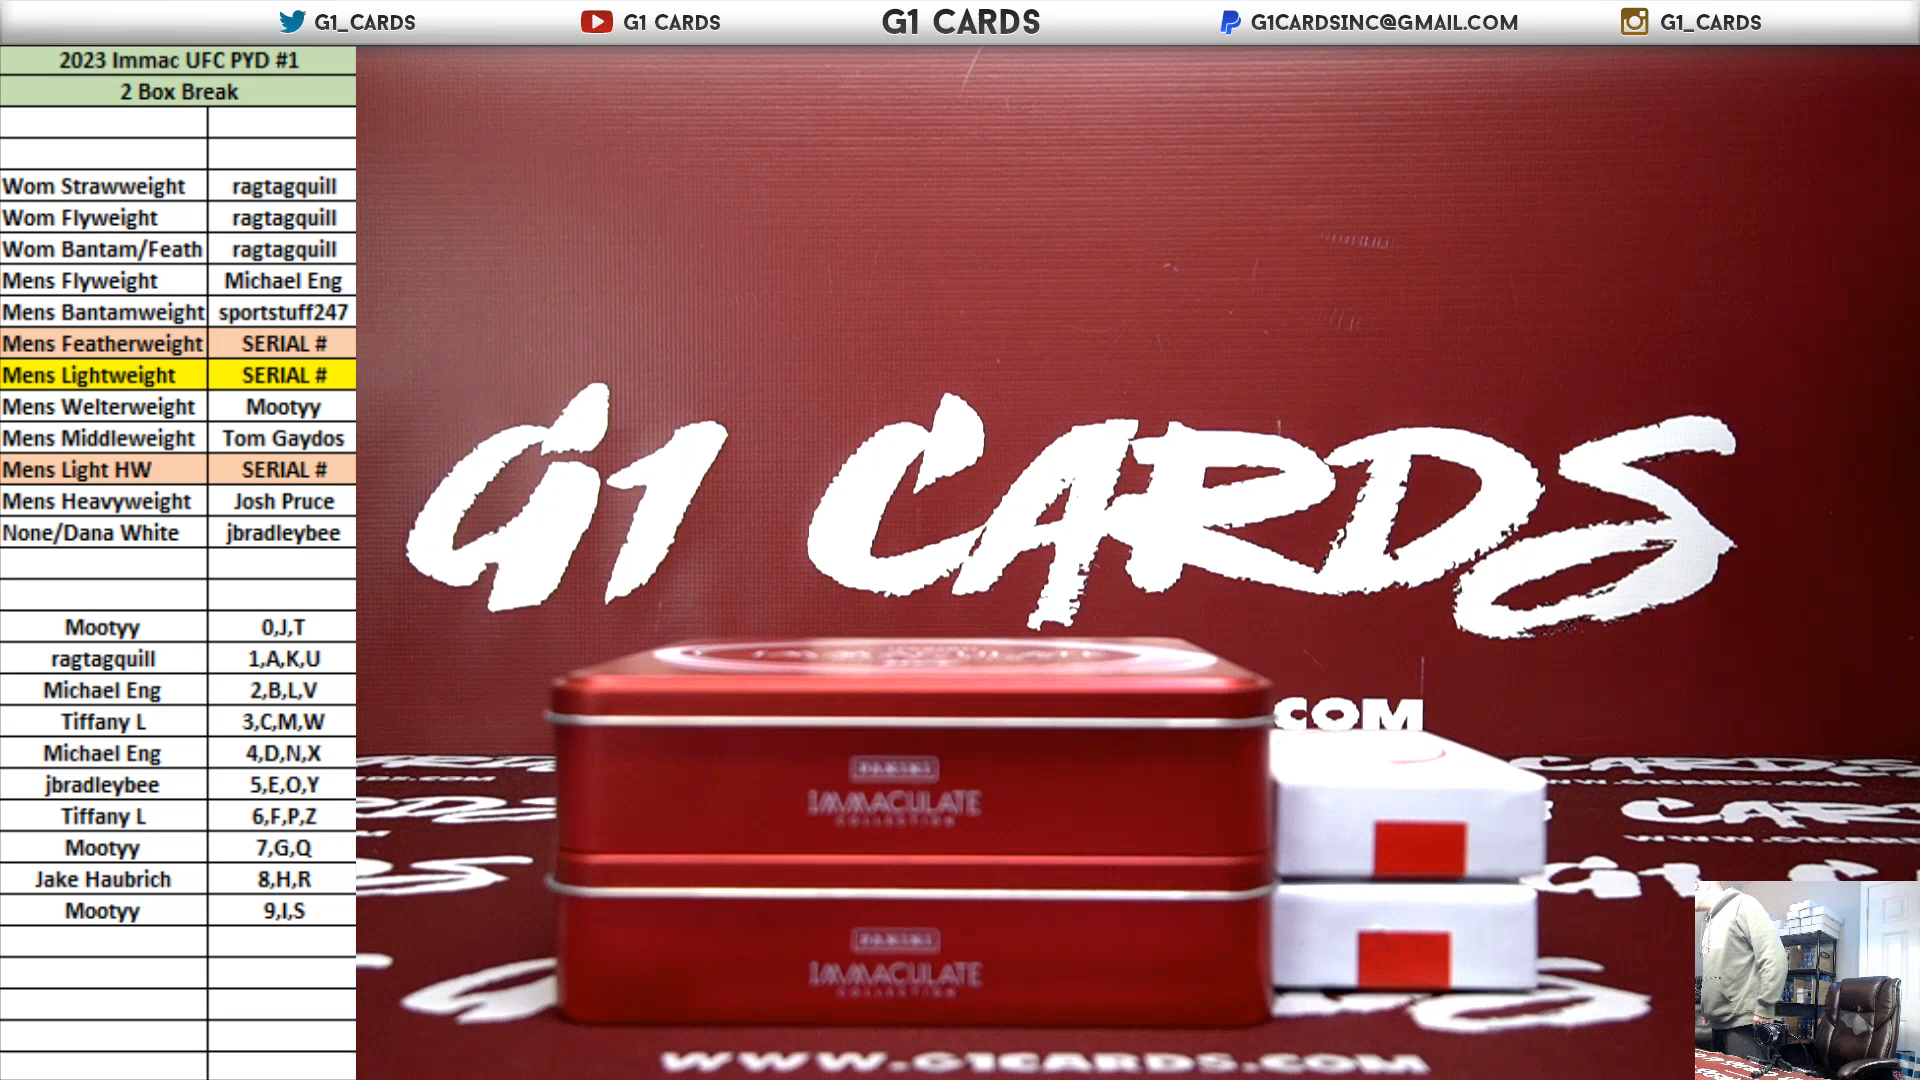 G1_CARDS
G1 CARDS
G1 CARDS
G1CARDSINC@GMAIL.COM
G1_CARDS
2023 Immac UFC PYD #1
2 Box Break
Wom Strawweight ragtagquill
Wom Flyweight ragtagquill
Wom Bantam/Feath ragtagquill
Mens Flyweight Michael Eng
Mens Bantamweight sportstuff247
Mens Featherweight SERIAL #
Mens Lightweight SERIAL #
Mens Welterweight Mootyy
Mens Middleweight Tom Gaydos
Mens Light HW SERIAL #
Mens Heavyweight Josh Pruce
None/Dana White jbradleybee
Mootyy 0,J,T
ragtagquill 1,A,K,U
Michael Eng 2,B,L,V
Tiffany L 3,C,M,W
Michael Eng 4,D,N,X
jbradleybee 5,E,O,Y
Tiffany L 6,F,P,Z
Mootyy 7,G,Q
Jake Haubrich 8,H,R
Mootyy 9,I,S
G1 CARDS
.COM
PANINI
IMMACULATE
COLLECTION
PANINI
IMMACULATE
COLLECTION
WWW.G1CARDS.COM